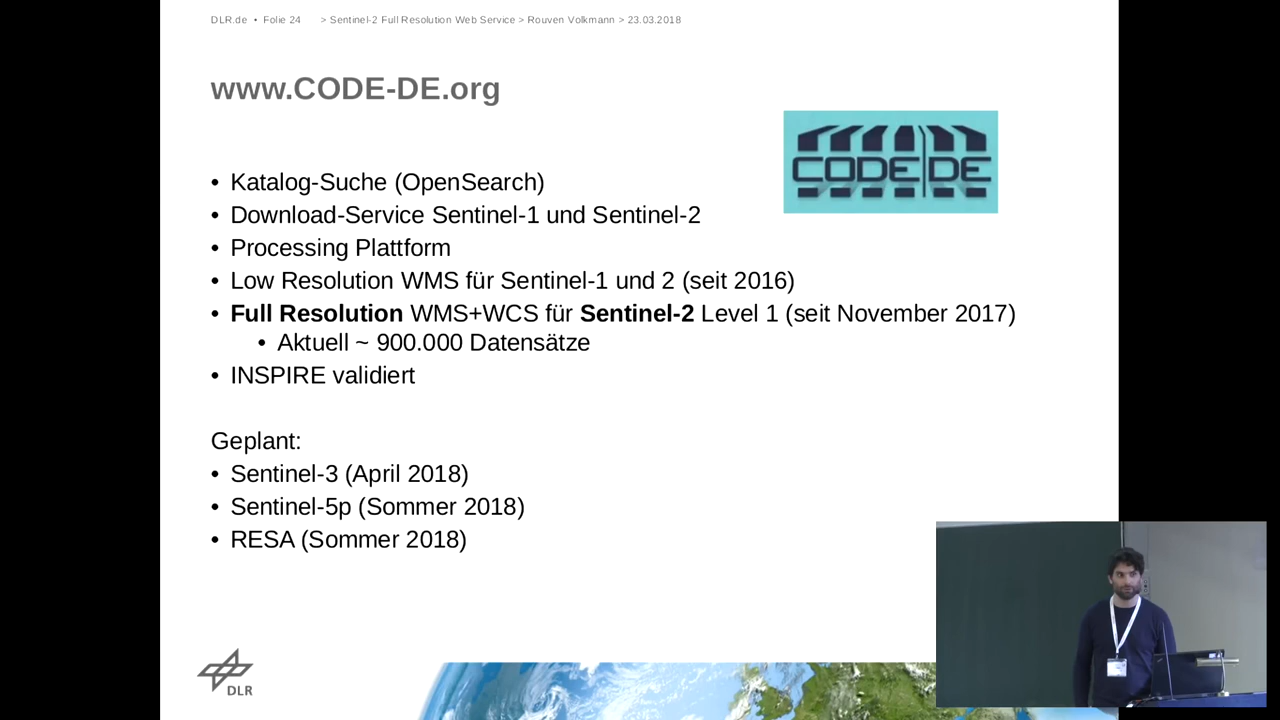 DLR.de • Folie 24 > Sentinel-2 Full Resolution Web Service > Rouven Volkmann > 23.03.2018
www.CODE-DE.org
CODE DE
• Katalog-Suche (OpenSearch)
• Download-Service Sentinel-1 und Sentinel-2
• Processing Plattform
• Low Resolution WMS für Sentinel-1 und 2 (seit 2016)
• Full Resolution WMS+WCS für Sentinel-2 Level 1 (seit November 2017)
• Aktuell ~ 900.000 Datensätze
• INSPIRE validiert
Geplant:
• Sentinel-3 (April 2018)
• Sentinel-5p (Sommer 2018)
• RESA (Sommer 2018)
DLR